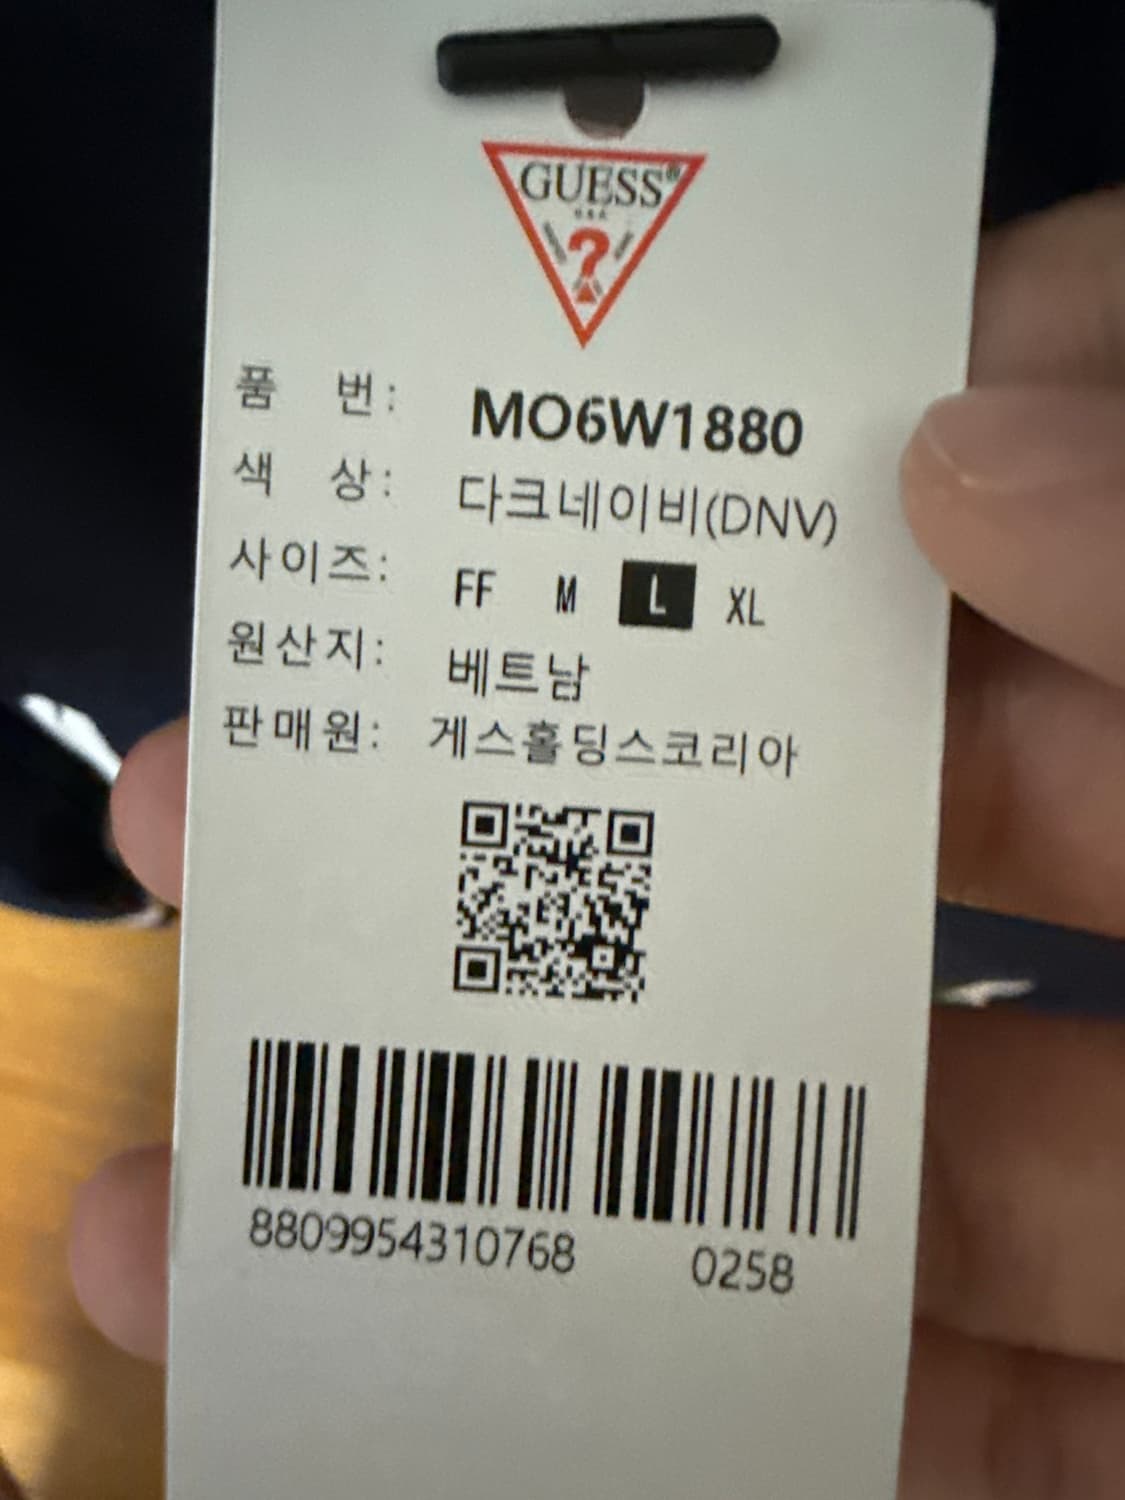 GUESS®
USA
?
품 번: MO6W1880
색 상: 다크네이비(DNV)
사이즈: FF M L XL
원산지: 베트남
판매원: 게스홀딩스코리아
8809954310768 0258